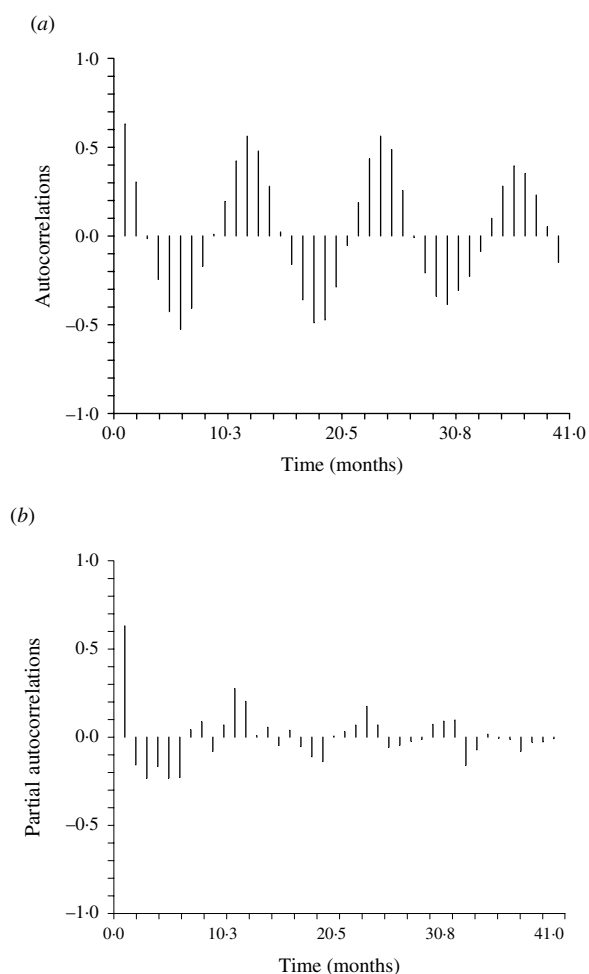 (a)
1·0
0·5
0·0
–0·5
–1·0
Autocorrelations
0·0 10·3 20·5 30·8 41·0
Time (months)
(b)
1·0
0·5
0·0
–0·5
–1·0
Partial autocorrelations
0·0 10·3 20·5 30·8 41·0
Time (months)